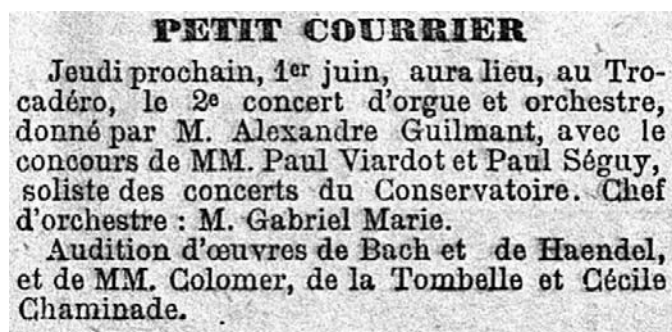 PETIT COURRIER
Jeudi prochain, 1er juin, aura lieu, au Tro-
cadéro, le 2e concert d'orgue et orchestre,
donné par M. Alexandre Guilmant, avec le
concours de MM. Paul Viardot et Paul Séguy,
soliste des concerts du Conservatoire. Chef
d'orchestre : M. Gabriel Marie.
Audition d'œuvres de Bach et de Haendel,
et de MM. Colomer, de la Tombelle et Cécile
Chaminade.